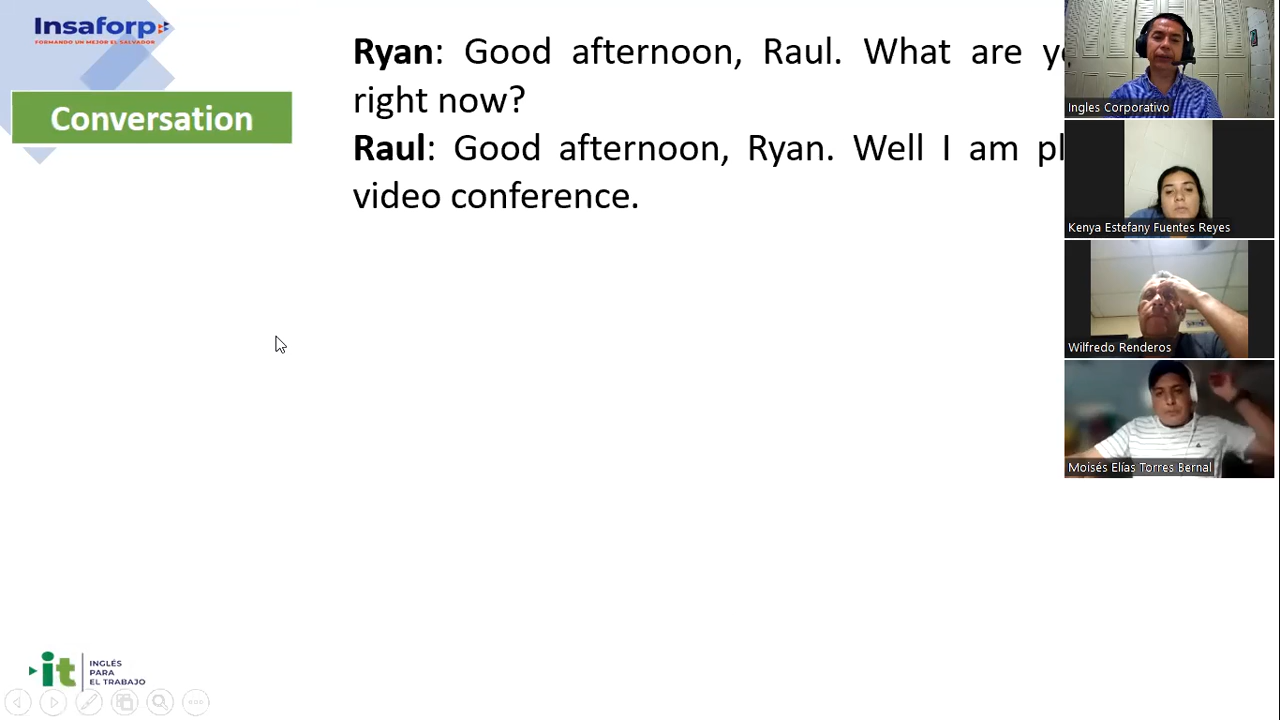 Insaforp
FORMANDO UN MEJOR EL SALVADOR
Conversation
Ryan: Good afternoon, Raul. What are
right now?
Raul: Good afternoon, Ryan. Well I am
video conference.
Ingles Corporativo
Kenya Estefany Fuentes Reyes
Wilfredo Renderos
Moisés Elías Torres Bernal
it
INGLÉS
PARA
EL TRABAJO